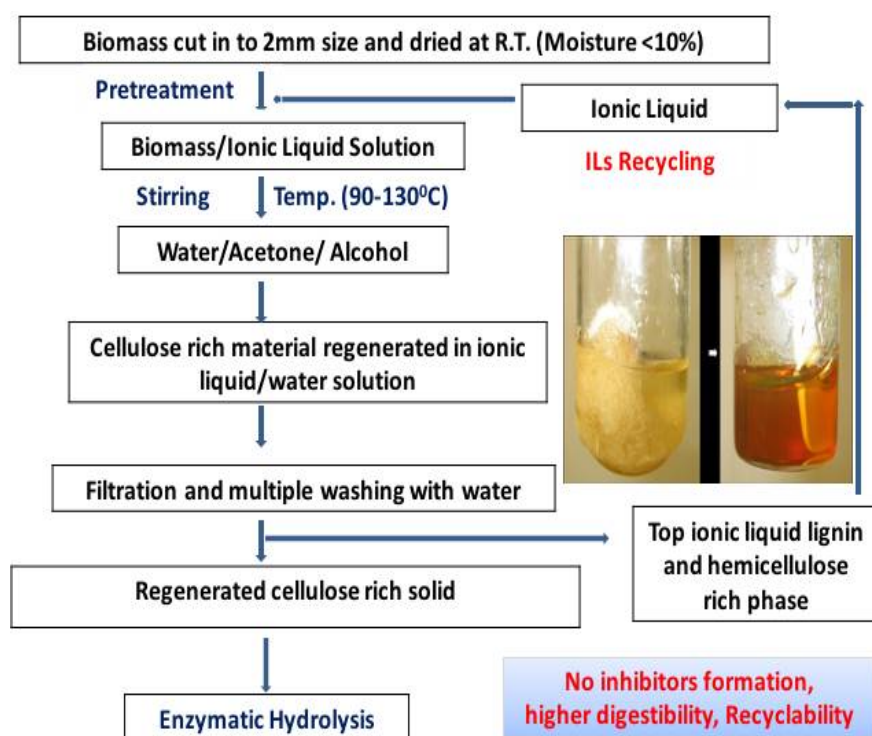 Biomass cut in to 2mm size and dried at R.T. (Moisture <10%)
Pretreatment
Ionic Liquid
Biomass/Ionic Liquid Solution
ILs Recycling
Stirring
Temp. (90-130⁰C)
Water/Acetone/ Alcohol
Cellulose rich material regenerated in ionic
liquid/water solution
Filtration and multiple washing with water
Top ionic liquid lignin
and hemicellulose
rich phase
Regenerated cellulose rich solid
No inhibitors formation,
higher digestibility, Recyclability
Enzymatic Hydrolysis